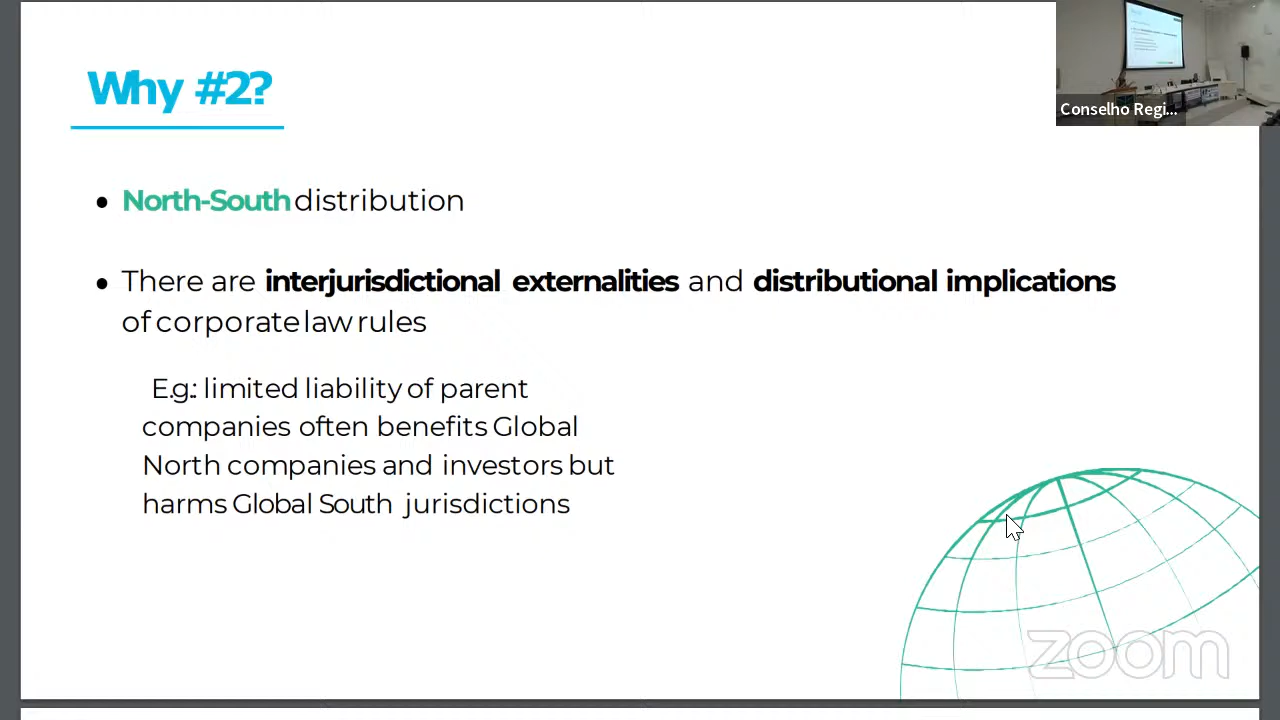 Why #2?
Conselho Regi...
• North-South distribution
• There are interjurisdictional externalities and distributional implications
of corporate law rules
E.g.: limited liability of parent
companies often benefits Global
North companies and investors but
harms Global South jurisdictions
zoom